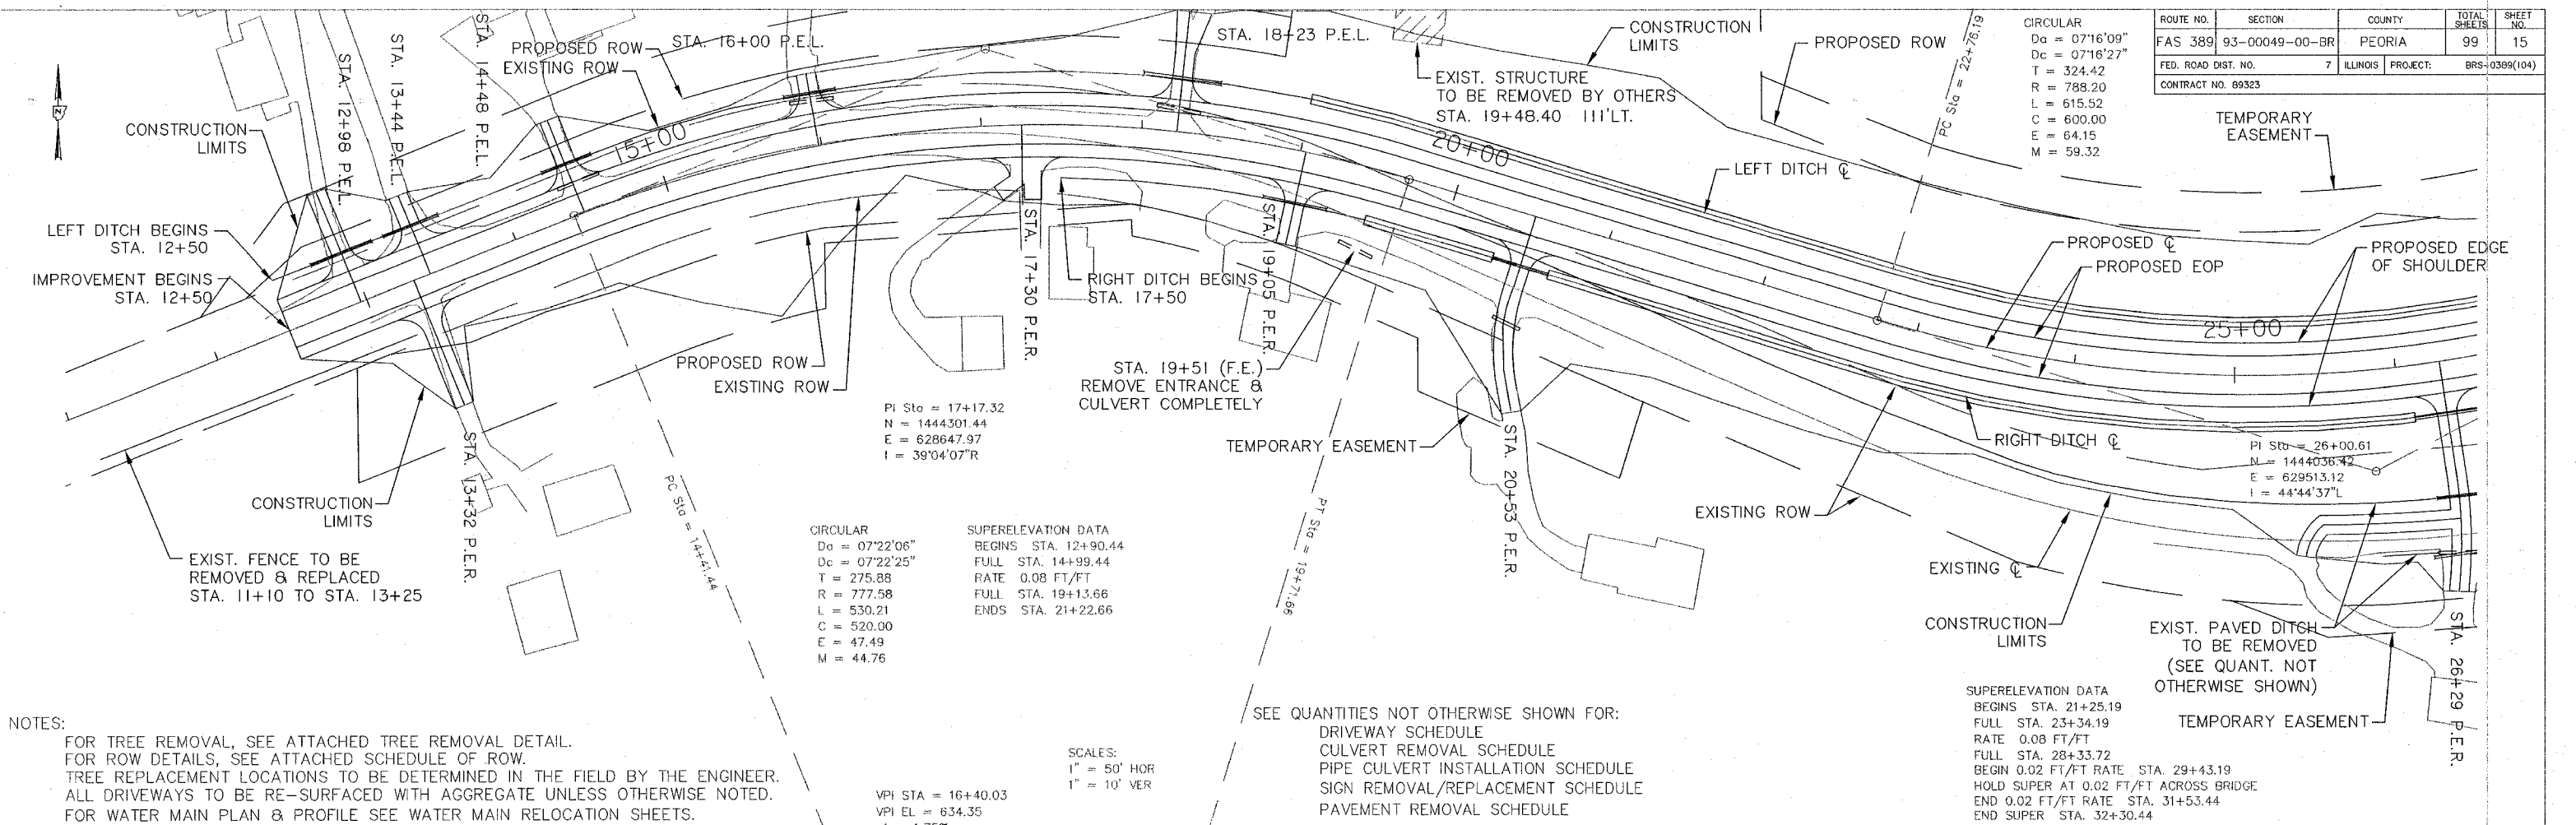 ROUTE NO. SECTION COUNTY TOTAL SHEETS SHEET NO.
FAS 389 93-00049-00-BR PEORIA 99 15
FED. ROAD DIST. NO. 7 ILLINOIS PROJECT: BRS-0389(104)
CONTRACT NO. 89323
STA. 12+98 P.E.L.
STA. 13+44 P.E.L.
STA. 14+48 P.E.L.
PROPOSED ROW
EXISTING ROW
STA. 16+00 P.E.L.
STA. 18+23 P.E.L.
CONSTRUCTION
LIMITS
EXIST. STRUCTURE
TO BE REMOVED BY OTHERS
STA. 19+48.40 111'LT.
CONSTRUCTION
LIMITS
PROPOSED ROW
PC Sta = 22+76.19
CIRCULAR
Da = 07°16'09"
Dc = 07°16'27"
T = 324.42
R = 788.20
L = 615.52
C = 600.00
E = 64.15
M = 59.32
TEMPORARY
EASEMENT
N
15+00
20+00
25+00
LEFT DITCH ℄
LEFT DITCH BEGINS
STA. 12+50
IMPROVEMENT BEGINS
STA. 12+50
PROPOSED ℄
PROPOSED EOP
PROPOSED EDGE
OF SHOULDER
RIGHT DITCH BEGINS
STA. 17+50
STA. 17+30 P.E.R.
STA. 19+05 P.E.R.
PROPOSED ROW
EXISTING ROW
STA. 19+51 (F.E.)
REMOVE ENTRANCE &
CULVERT COMPLETELY
PI Sta = 17+17.32
N = 1444301.44
E = 628647.97
I = 39°04'07"R
TEMPORARY EASEMENT
STA. 20+53 P.E.R.
RIGHT DITCH ℄
PI Sta = 26+00.61
N = 1444036.42
E = 629513.12
I = 44°44'37"L
EXISTING ROW
EXISTING ℄
CONSTRUCTION
LIMITS
STA. 13+32 P.E.R.
CONSTRUCTION
LIMITS
EXIST. FENCE TO BE
REMOVED & REPLACED
STA. 11+10 TO STA. 13+25
PC Sta = 14+41.44
PT Sta = 19+71.66
CIRCULAR
Da = 07°22'06"
Dc = 07°22'25"
T = 275.88
R = 777.58
L = 530.21
C = 520.00
E = 47.49
M = 44.76
SUPERELEVATION DATA
BEGINS STA. 12+90.44
FULL STA. 14+99.44
RATE 0.08 FT/FT
FULL STA. 19+13.66
ENDS STA. 21+22.66
EXIST. PAVED DITCH
TO BE REMOVED
(SEE QUANT. NOT
OTHERWISE SHOWN)
TEMPORARY EASEMENT
STA. 26+29 P.E.R.
SUPERELEVATION DATA
BEGINS STA. 21+25.19
FULL STA. 23+34.19
RATE 0.08 FT/FT
FULL STA. 28+33.72
BEGIN 0.02 FT/FT RATE STA. 29+43.19
HOLD SUPER AT 0.02 FT/FT ACROSS BRIDGE
END 0.02 FT/FT RATE STA. 31+53.44
END SUPER STA. 32+30.44
NOTES:
FOR TREE REMOVAL, SEE ATTACHED TREE REMOVAL DETAIL.
FOR ROW DETAILS, SEE ATTACHED SCHEDULE OF ROW.
TREE REPLACEMENT LOCATIONS TO BE DETERMINED IN THE FIELD BY THE ENGINEER.
ALL DRIVEWAYS TO BE RE-SURFACED WITH AGGREGATE UNLESS OTHERWISE NOTED.
FOR WATER MAIN PLAN & PROFILE SEE WATER MAIN RELOCATION SHEETS.
SCALES:
1" = 50' HOR
1" = 10' VER
VPI STA = 16+40.03
VPI EL = 634.35
SEE QUANTITIES NOT OTHERWISE SHOWN FOR:
DRIVEWAY SCHEDULE
CULVERT REMOVAL SCHEDULE
PIPE CULVERT INSTALLATION SCHEDULE
SIGN REMOVAL/REPLACEMENT SCHEDULE
PAVEMENT REMOVAL SCHEDULE